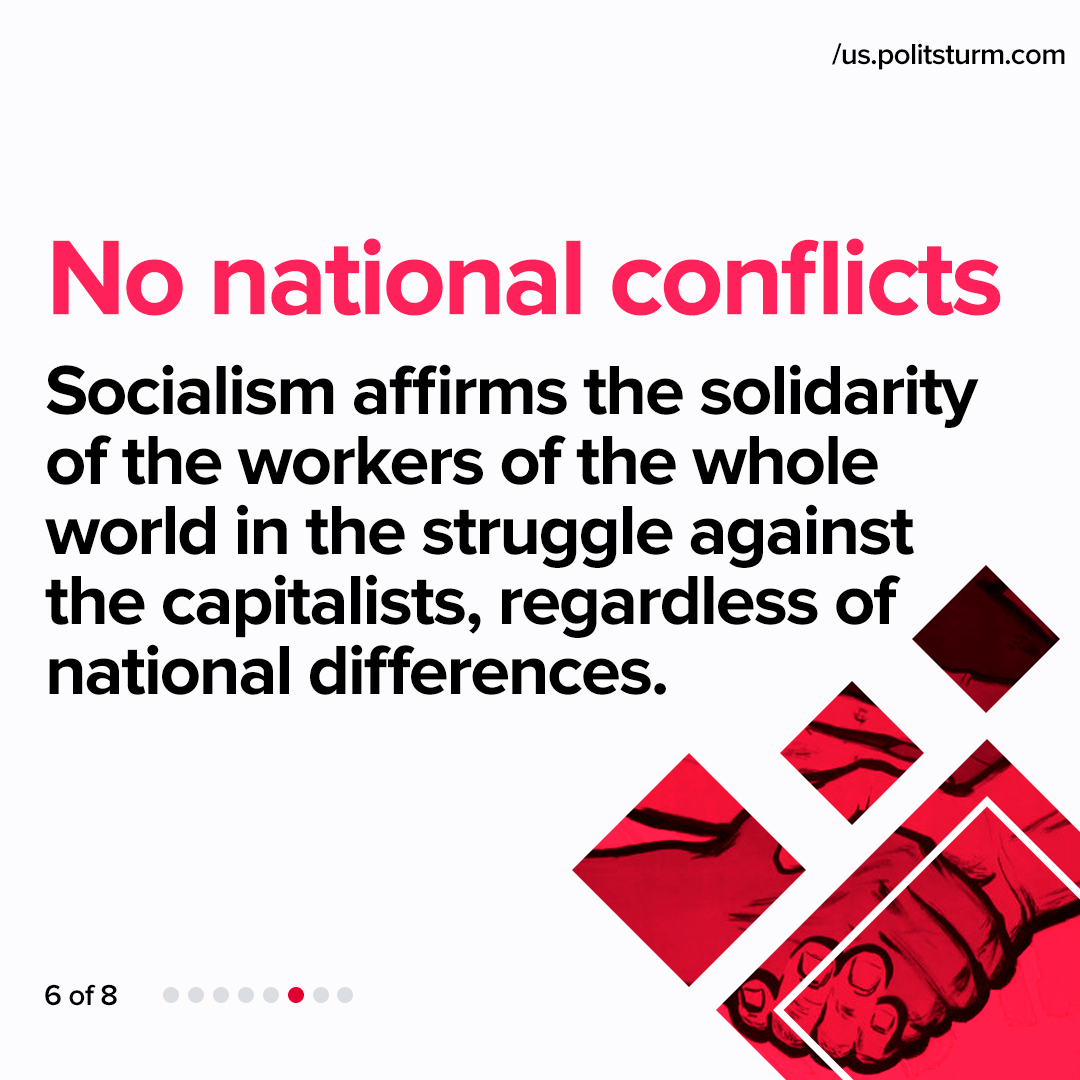 /us.politsturm.com
No national conflicts
Socialism affirms the solidarity
of the workers of the whole
world in the struggle against
the capitalists, regardless of
national differences.
6 of 8